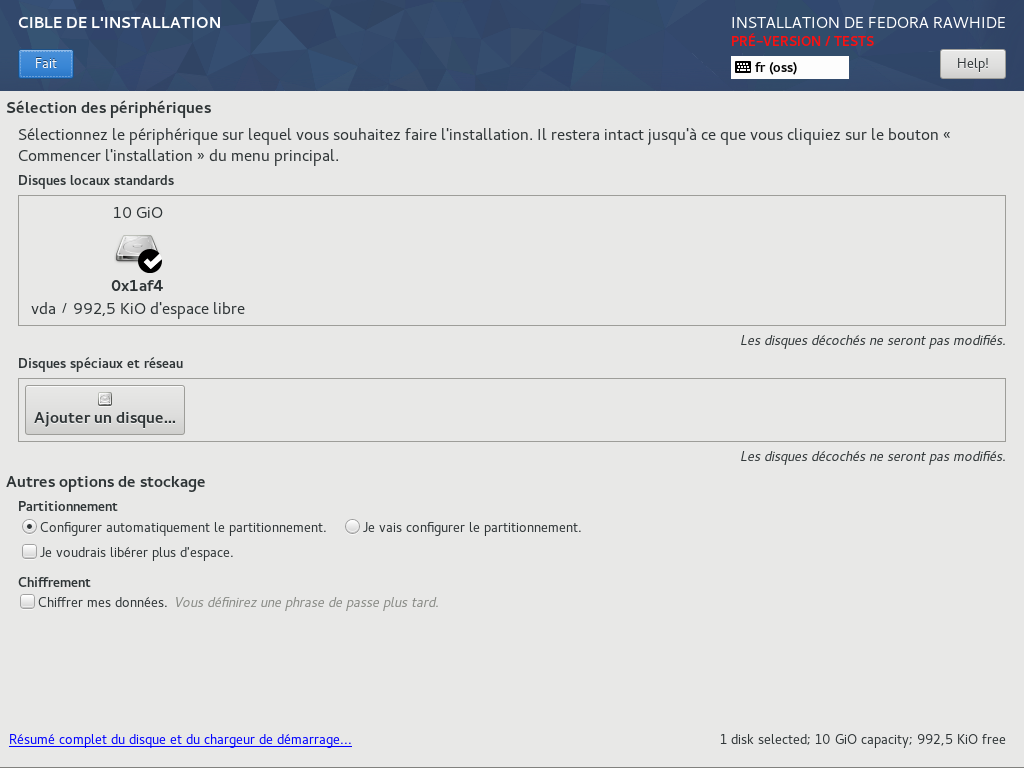 CIBLE DE L'INSTALLATION
INSTALLATION DE FEDORA RAWHIDE
PRÉ-VERSION / TESTS
Fait
fr (oss)
Help!
Sélection des périphériques
Sélectionnez le périphérique sur lequel vous souhaitez faire l'installation. Il restera intact jusqu'à ce que vous cliquiez sur le bouton «
Commencer l'installation » du menu principal.
Disques locaux standards
10 GiO
0x1af4
vda / 992,5 KiO d'espace libre
Les disques décochés ne seront pas modifiés.
Disques spéciaux et réseau
Ajouter un disque...
Les disques décochés ne seront pas modifiés.
Autres options de stockage
Partitionnement
Configurer automatiquement le partitionnement. Je vais configurer le partitionnement.
Je voudrais libérer plus d'espace.
Chiffrement
Chiffrer mes données. Vous définirez une phrase de passe plus tard.
Résumé complet du disque et du chargeur de démarrage... 1 disk selected; 10 GiO capacity; 992,5 KiO free